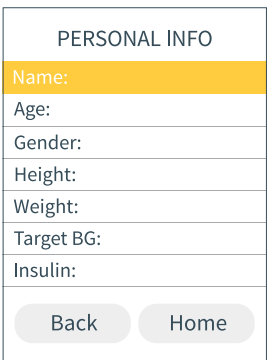 PERSONAL INFO
Name:
Age:
Gender:
Height:
Weight:
Target BG:
Insulin:
Back
Home